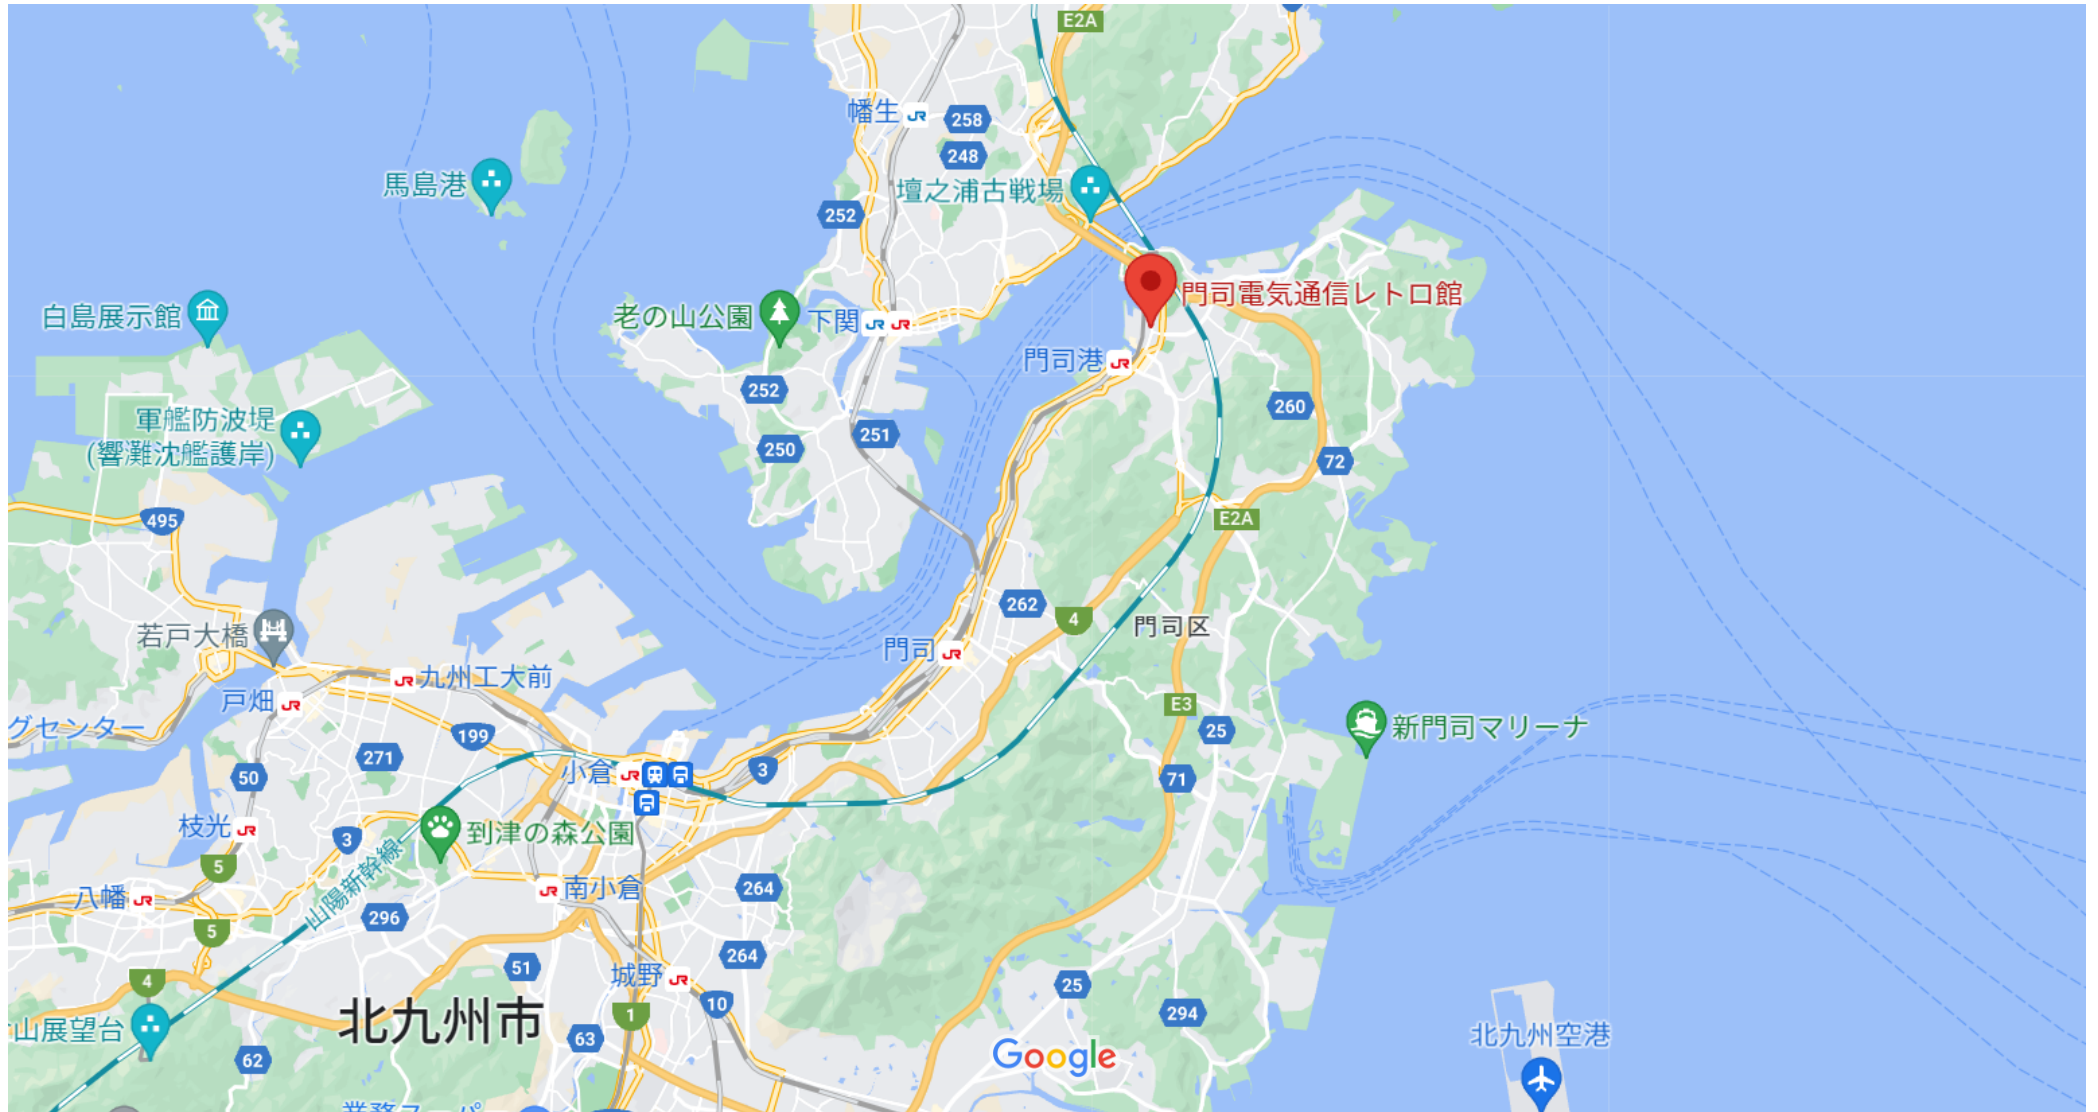 E2A
幡生
258
248
馬島港
壇之浦古戦場
252
白島展示館
老の山公園
下関
門司電気通信レトロ館
門司港
252
260
軍艦防波堤
(響灘沈艦護岸)
250
251
72
495
E2A
262
4
門司区
若戸大橋
門司
九州工大前
戸畑
E3
グセンター
199
25
新門司マリーナ
271
50
小倉
3
71
枝光
3
到津の森公園
山陽新幹線
5
八幡
南小倉
264
296
5
264
51
城野
4
10
25
北九州市
1
294
山展望台
63
北九州空港
62
Google